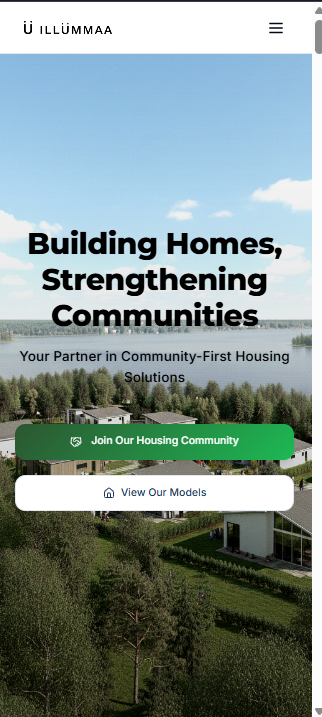 Ü ILLÜMMAA
Building Homes,
Strengthening
Communities
Your Partner in Community-First Housing
Solutions
Join Our Housing Community
View Our Models